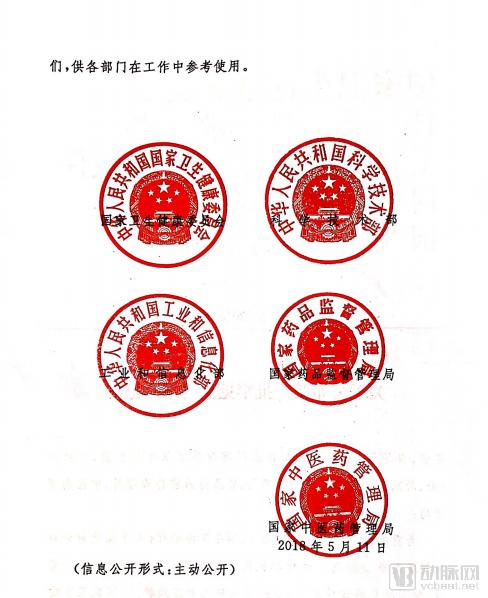 们,供各部门在工作中参考使用。
中华人民共和国国家卫生健康委员会
国家卫生健康委员会
中华人民共和国科学技术部
科学技术部
中华人民共和国工业和信息化部
工业和信息化部
国家药品监督管理局
国家药品监督管理局
国家中医药管理局
国家中医药管理局
2018年5月11日
(信息公开形式:主动公开)
动脉网
vcbeat.net